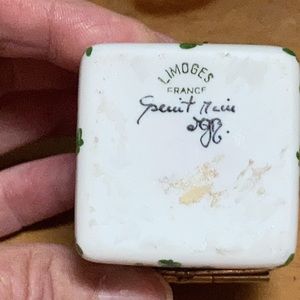 LIMOGES
FRANCE
Peint Main